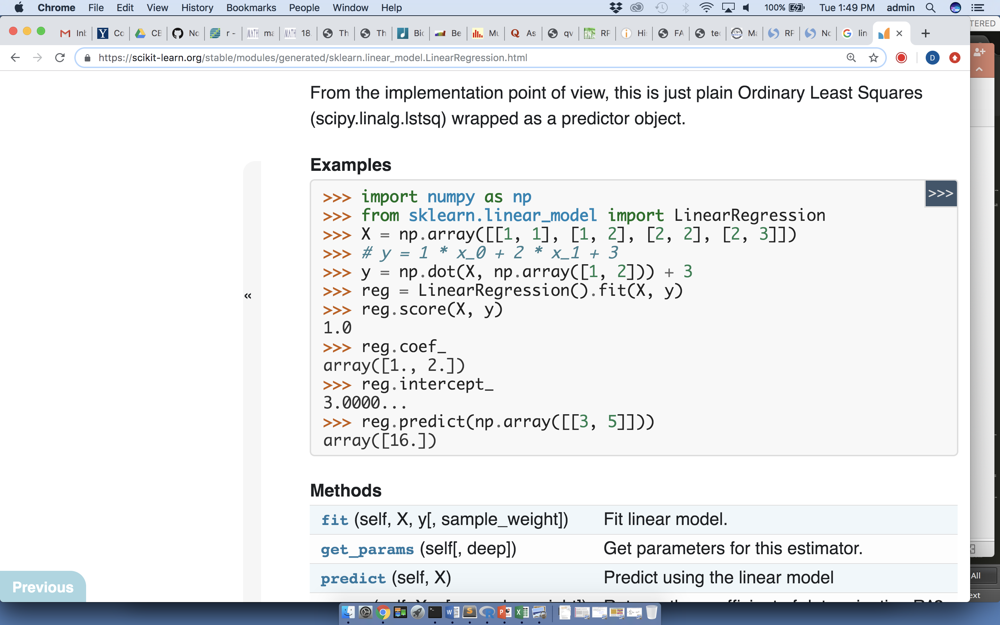 Chrome File Edit View History Bookmarks People Window Help 100% Tue 1:49 PM admin
TERED
Inb Co CB No r - ma 18. Th Th Bic Be Mu As qv RP Hi FA tec Ma RP No lin
https://scikit-learn.org/stable/modules/generated/sklearn.linear_model.LinearRegression.html D
From the implementation point of view, this is just plain Ordinary Least Squares
(scipy.linalg.lstsq) wrapped as a predictor object.
Examples
>>>
>>> import numpy as np
>>> from sklearn.linear_model import LinearRegression
>>> X = np.array([[1, 1], [1, 2], [2, 2], [2, 3]])
>>> # y = 1 * x_0 + 2 * x_1 + 3
>>> y = np.dot(X, np.array([1, 2])) + 3
>>> reg = LinearRegression().fit(X, y)
>>> reg.score(X, y)
1.0
>>> reg.coef_
array([1., 2.])
>>> reg.intercept_
3.0000...
>>> reg.predict(np.array([[3, 5]]))
array([16.])
«
Methods
fit (self, X, y[, sample_weight]) Fit linear model.
get_params (self[, deep]) Get parameters for this estimator.
predict (self, X) Predict using the linear model
Previous
All
ext